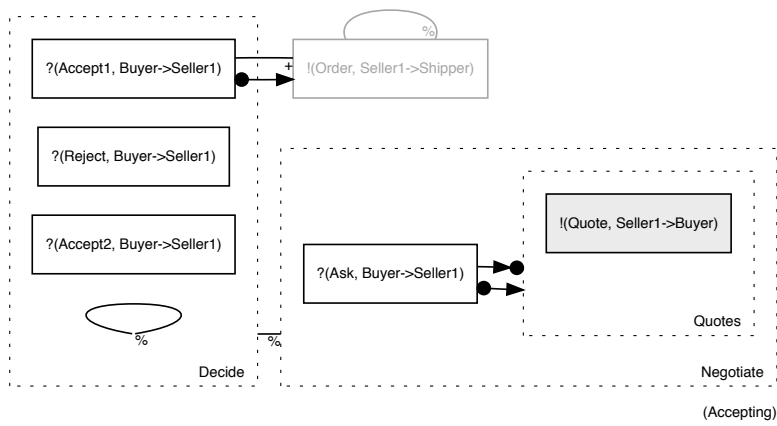 ?(Accept1, Buyer->Seller1)
+
!(Order, Seller1->Shipper)
%
?(Reject, Buyer->Seller1)
?(Accept2, Buyer->Seller1)
%
Decide
%
?(Ask, Buyer->Seller1)
!(Quote, Seller1->Buyer)
Quotes
Negotiate
(Accepting)